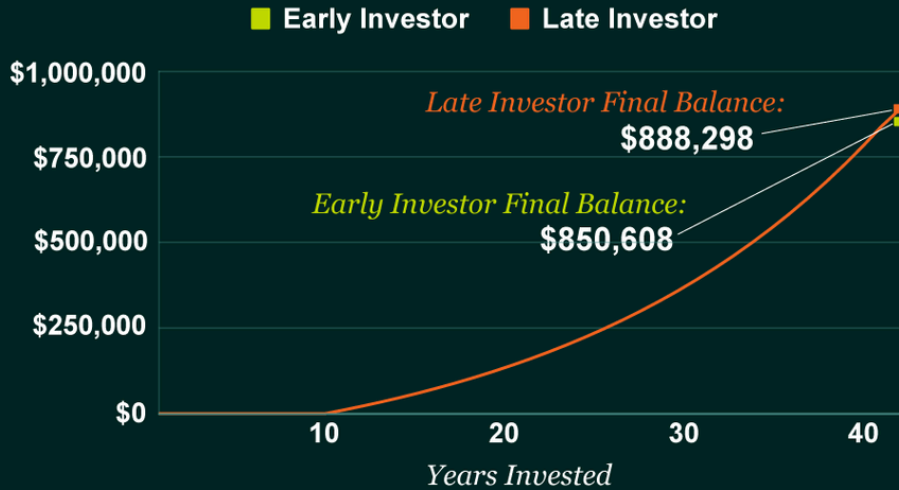 Early Investor
Late Investor
$1,000,000
$750,000
$500,000
$250,000
$0
Late Investor Final Balance:
$888,298
Early Investor Final Balance:
$850,608
10
20
30
40
Years Invested